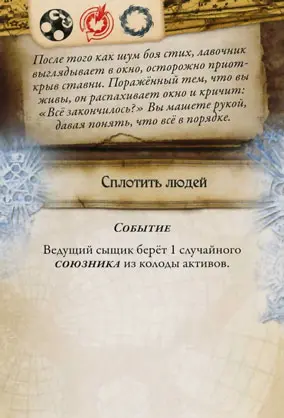 После того как шум боя стих, лавочник
выглядывает в окно, осторожно приот-
крыв ставни. Поражённый тем, что вы
живы, он распахивает окно и кричит:
«Всё закончилось?» Вы машете рукой,
давая понять, что всё в порядке.
Сплотить людей
Событие
Ведущий сыщик берёт 1 случайного
СОЮЗНИКА из колоды активов.